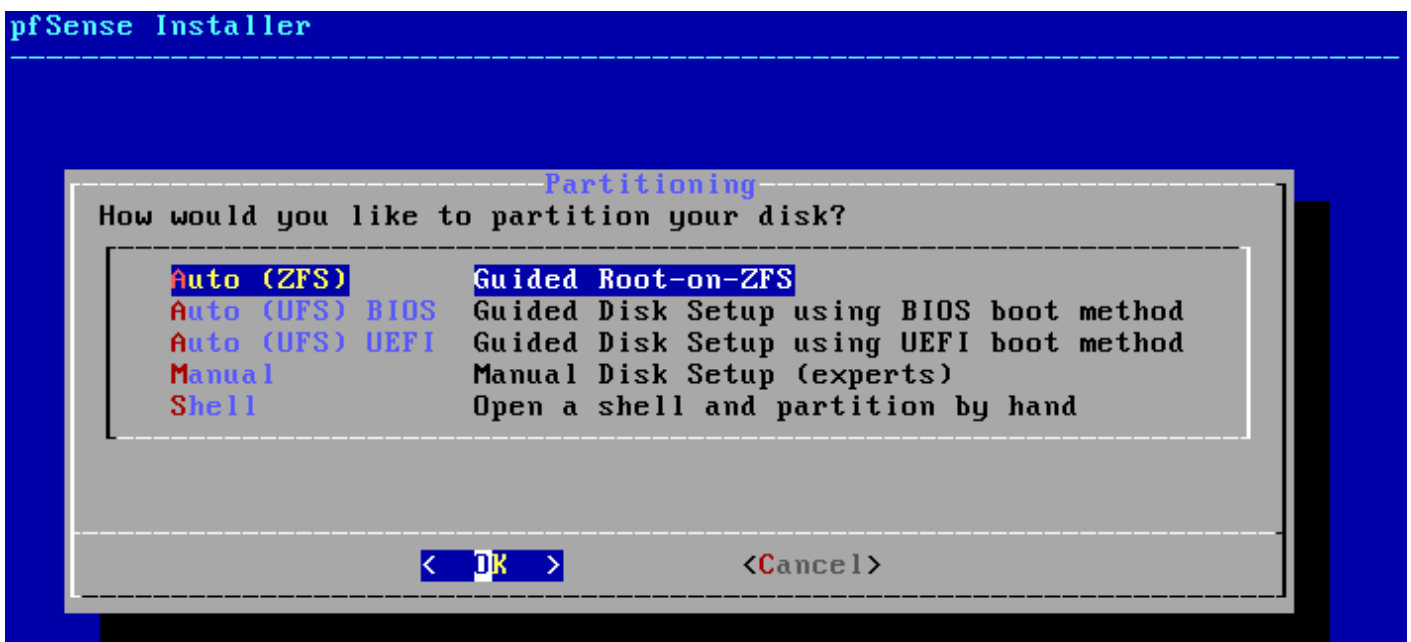 pfSense Installer
Partitioning
How would you like to partition your disk?
Auto (ZFS) Guided Root-on-ZFS
Auto (UFS) BIOS Guided Disk Setup using BIOS boot method
Auto (UFS) UEFI Guided Disk Setup using UEFI boot method
Manual Manual Disk Setup (experts)
Shell Open a shell and partition by hand
< OK > <Cancel>